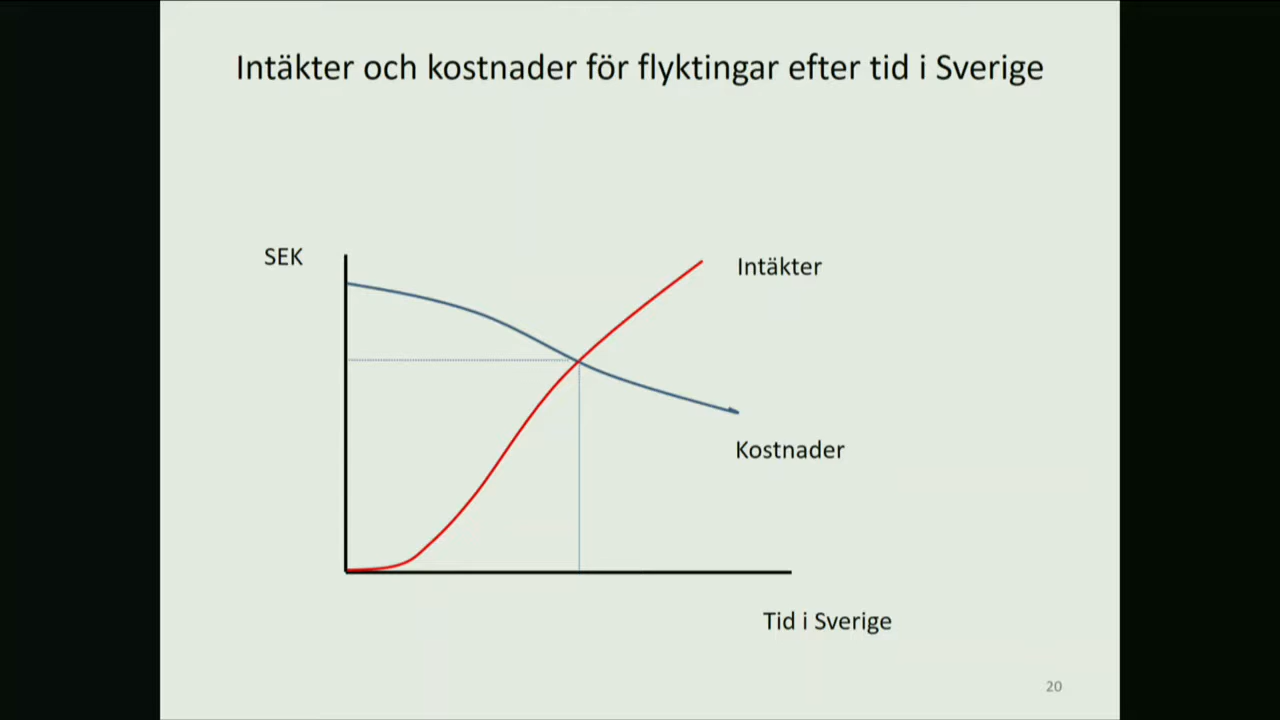 Intäkter och kostnader för flyktingar efter tid i Sverige
SEK
Intäkter
Kostnader
Tid i Sverige
20